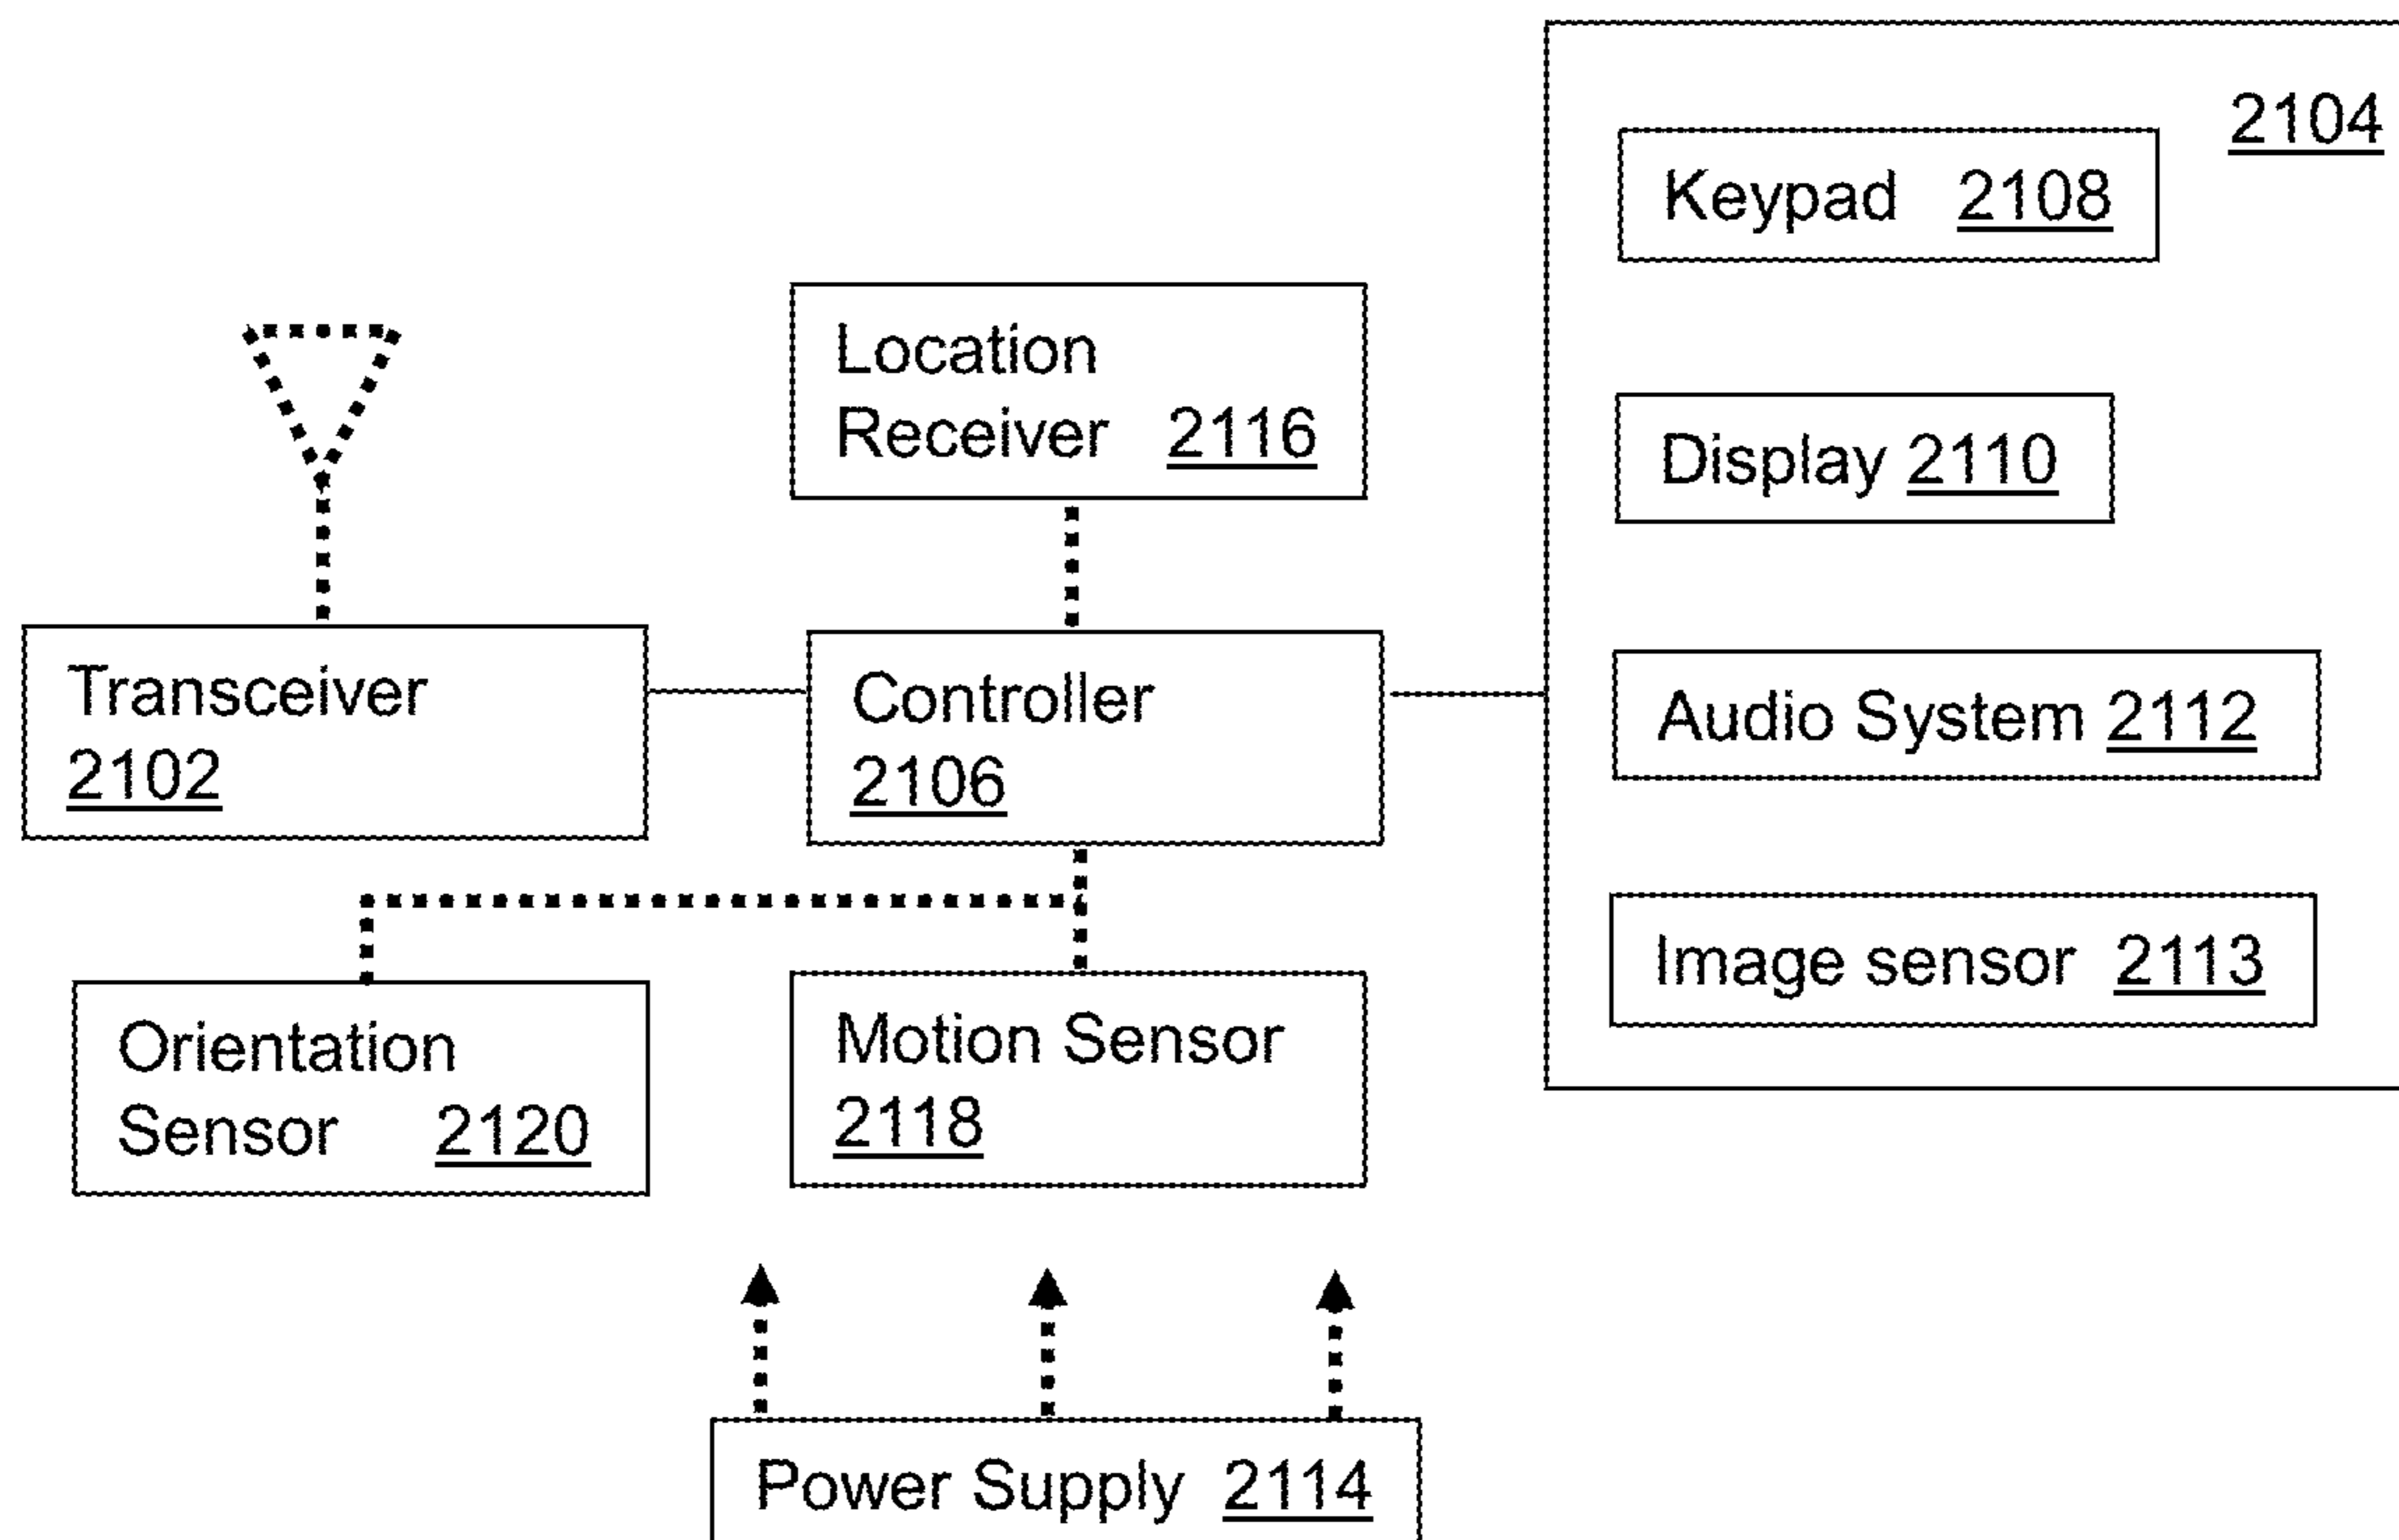 2104
Keypad 2108
Location
Receiver 2116
Display 2110
Transceiver
2102
Controller
2106
Audio System 2112
Image sensor 2113
Orientation
Sensor 2120
Motion Sensor
2118
Power Supply 2114